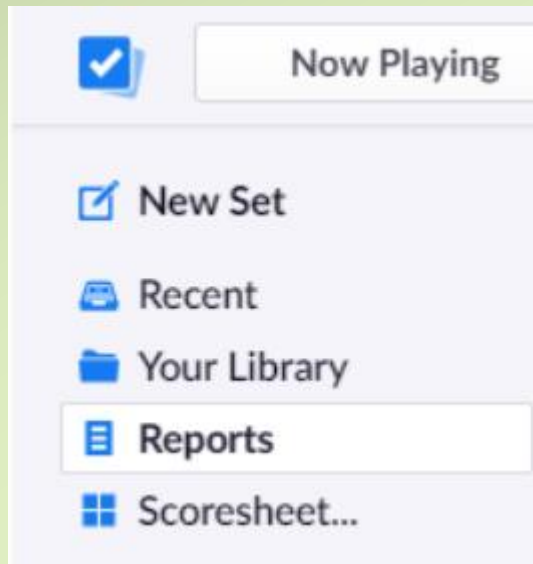 Now Playing
New Set
Recent
Your Library
Reports
Scoresheet...